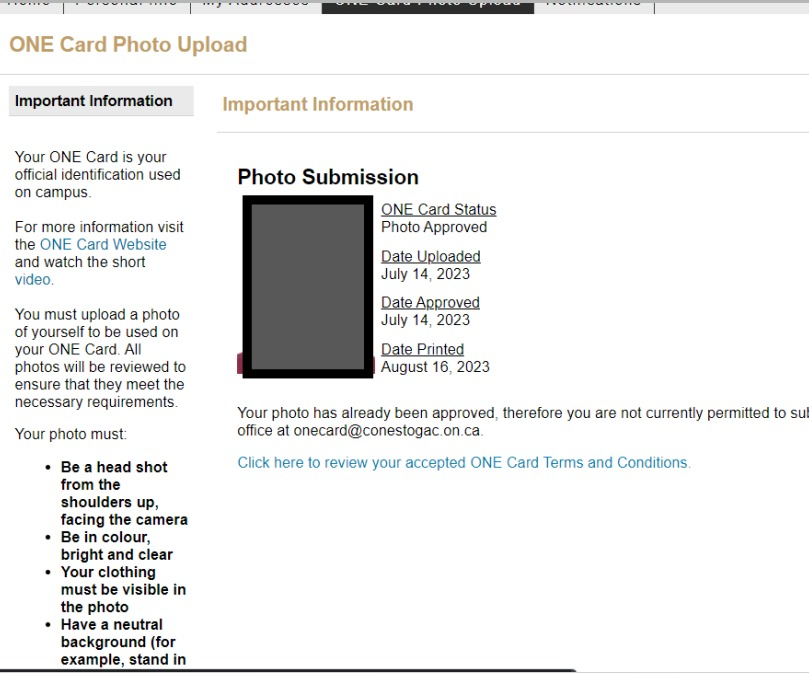 Home Personal Info My Addresses ONE Card Photo Upload Notifications
ONE Card Photo Upload
Important Information
Your ONE Card is your
official identification used
on campus.
For more information visit
the ONE Card Website
and watch the short
video.
You must upload a photo
of yourself to be used on
your ONE Card. All
photos will be reviewed to
ensure that they meet the
necessary requirements.
Your photo must:
• Be a head shot
from the
shoulders up,
facing the camera
• Be in colour,
bright and clear
• Your clothing
must be visible in
the photo
• Have a neutral
background (for
example, stand in
Important Information
Photo Submission
ONE Card Status
Photo Approved
Date Uploaded
July 14, 2023
Date Approved
July 14, 2023
Date Printed
August 16, 2023
Your photo has already been approved, therefore you are not currently permitted to sub
office at onecard@conestogac.on.ca.
Click here to review your accepted ONE Card Terms and Conditions.